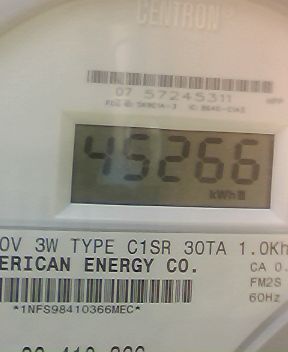 CENTRON
07 57245311
45266
kWh
0V 3W TYPE C1SR 30TA 1.0Kh
ERICAN ENERGY CO.
CA 0.
FM2S
60Hz
*1NFS98410366MEC*